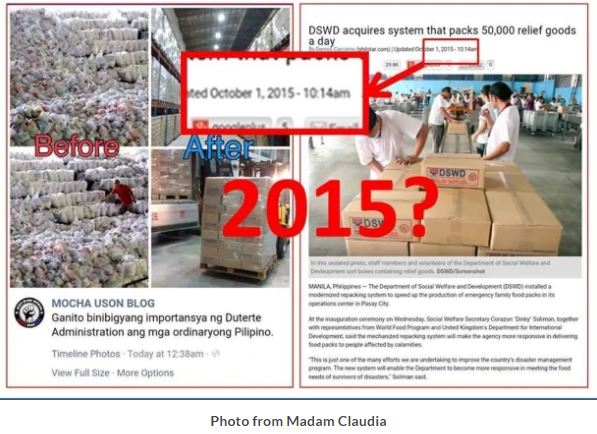 Before
After
MOCHA USON BLOG
Ganito binibigyang importansya ng Duterte
Administration ang mga ordinaryong Pilipino.
Timeline Photos · Today at 12:38am ·
View Full Size · More Options
ted October 1, 2015 - 10:14am
googleplus 5
2015?
DSWD acquires system that packs 50,000 relief goods
a day
(philstar.com) | Updated October 1, 2015 - 10:14am
29.8K
0
DSWD
DSW
In this undated photo, staff members and volunteers of the Department of Social Welfare and
Development sort boxes containing relief goods. DSWD/Screenshot
MANILA, Philippines — The Department of Social Welfare and Development (DSWD) installed a
modernized repacking system to speed up the production of emergency family food packs in its
operations center in Pasay City.
At the inauguration ceremony on Wednesday, Social Welfare Secretary Corazon 'Dinky' Soliman, together
with representatives from World Food Program and United Kingdom's Department for International
Development, said the mechanized repacking system will make the agency more responsive in delivering
food packs to people affected by calamities.
"This is just one of the many efforts we are undertaking to improve the country's disaster management
program. The new system will enable the Department to become more responsive in meeting the food
needs of survivors of disasters," Soliman said.
Photo from Madam Claudia